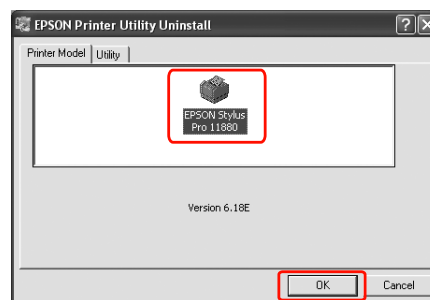 EPSON Printer Utility Uninstall
Printer Model
Utility
EPSON Stylus
Pro 11880
Version 6.18E
OK
Cancel